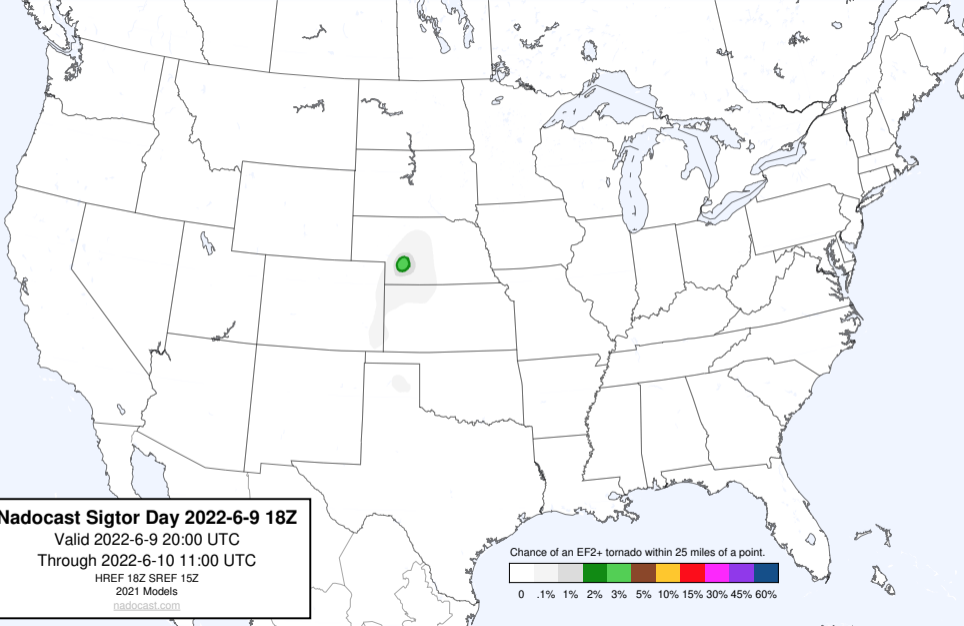 Nadocast Sigtor Day 2022-6-9 18Z
Valid 2022-6-9 20:00 UTC
Through 2022-6-10 11:00 UTC
HREF 18Z SREF 15Z
2021 Models
nadocast.com
Chance of an EF2+ tornado within 25 miles of a point.
0 .1% 1% 2% 3% 5% 10% 15% 30% 45% 60%